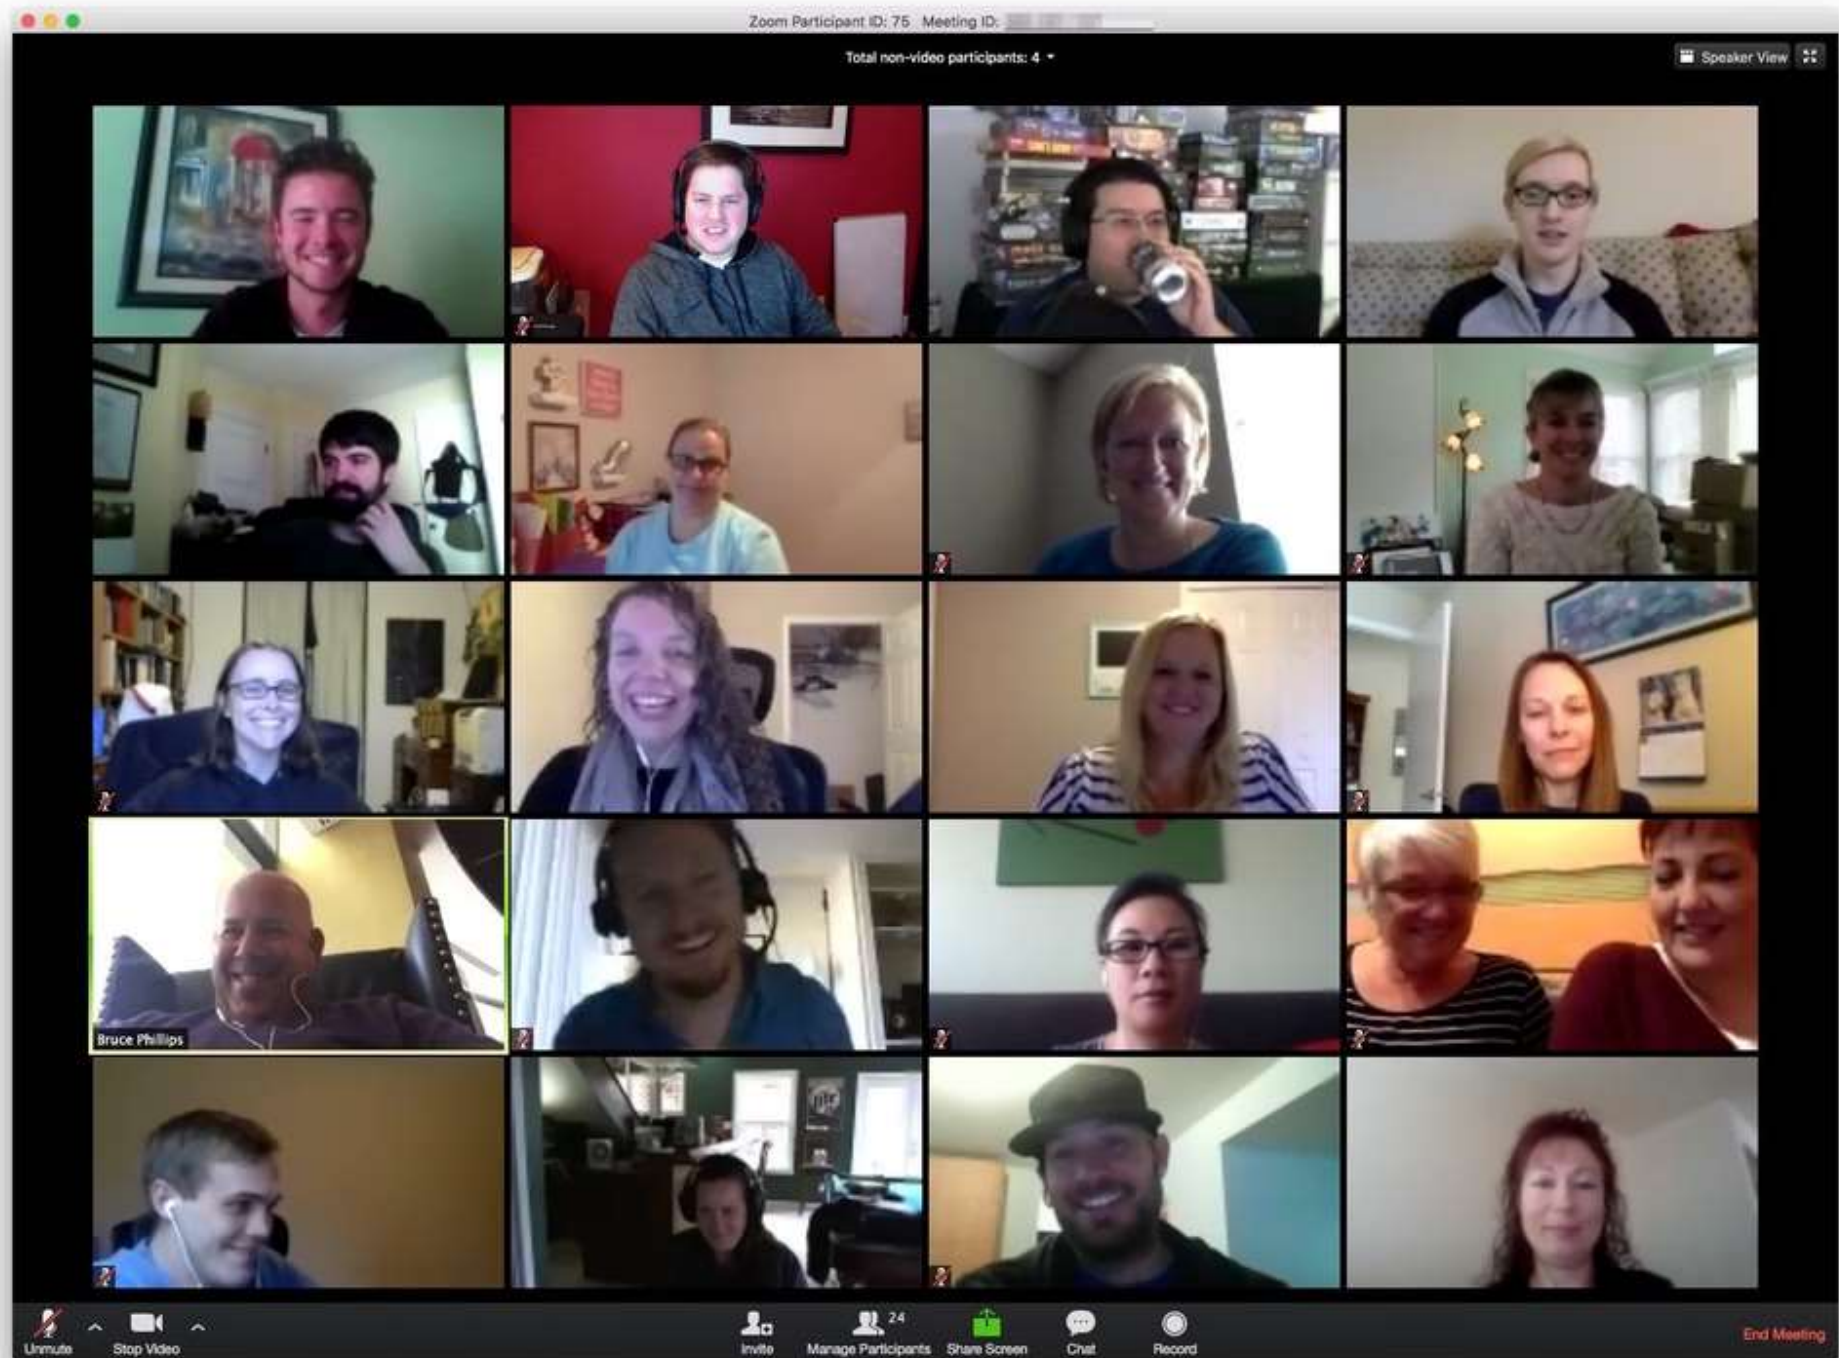 Zoom Participant ID: 75 Meeting ID:
Total non-video participants: 4
Speaker View
Bruce Phillips
lite
Unmute
Stop Video
Invite
24
Manage Participants
Share Screen
Chat
Record
End Meeting